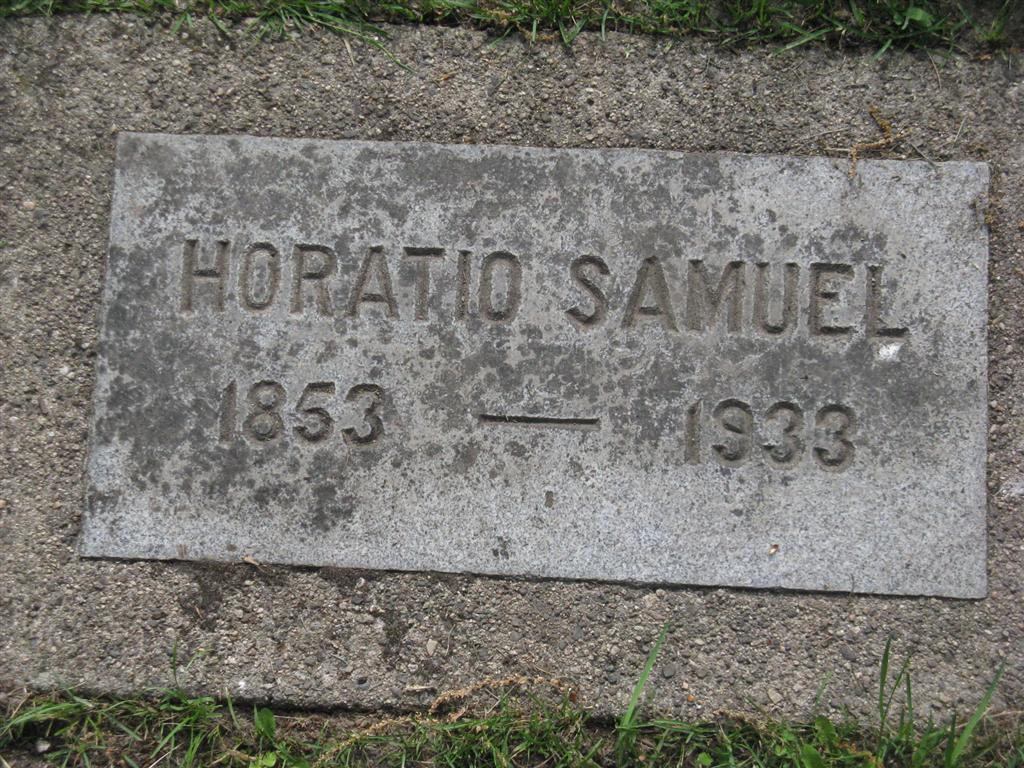 HORATIO SAMUEL
1853 — 1933